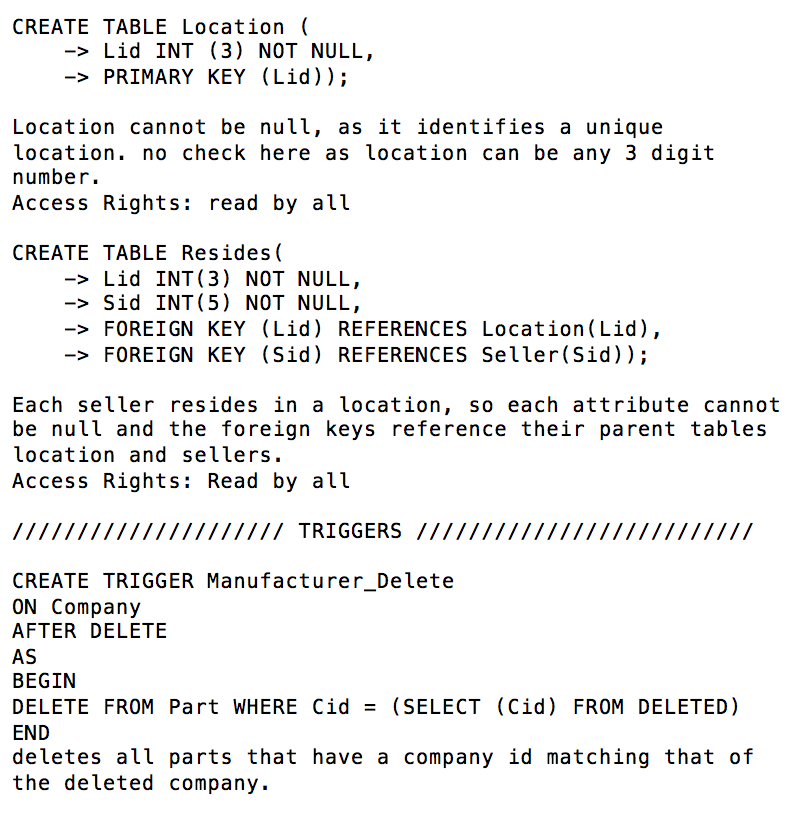 CREATE TABLE Location (
    -> Lid INT (3) NOT NULL,
    -> PRIMARY KEY (Lid));

Location cannot be null, as it identifies a unique
location. no check here as location can be any 3 digit
number.
Access Rights: read by all

CREATE TABLE Resides(
    -> Lid INT(3) NOT NULL,
    -> Sid INT(5) NOT NULL,
    -> FOREIGN KEY (Lid) REFERENCES Location(Lid),
    -> FOREIGN KEY (Sid) REFERENCES Seller(Sid));

Each seller resides in a location, so each attribute cannot
be null and the foreign keys reference their parent tables
location and sellers.
Access Rights: Read by all

///////////////////// TRIGGERS //////////////////////////

CREATE TRIGGER Manufacturer_Delete
ON Company
AFTER DELETE
AS
BEGIN
DELETE FROM Part WHERE Cid = (SELECT (Cid) FROM DELETED)
END
deletes all parts that have a company id matching that of
the deleted company.